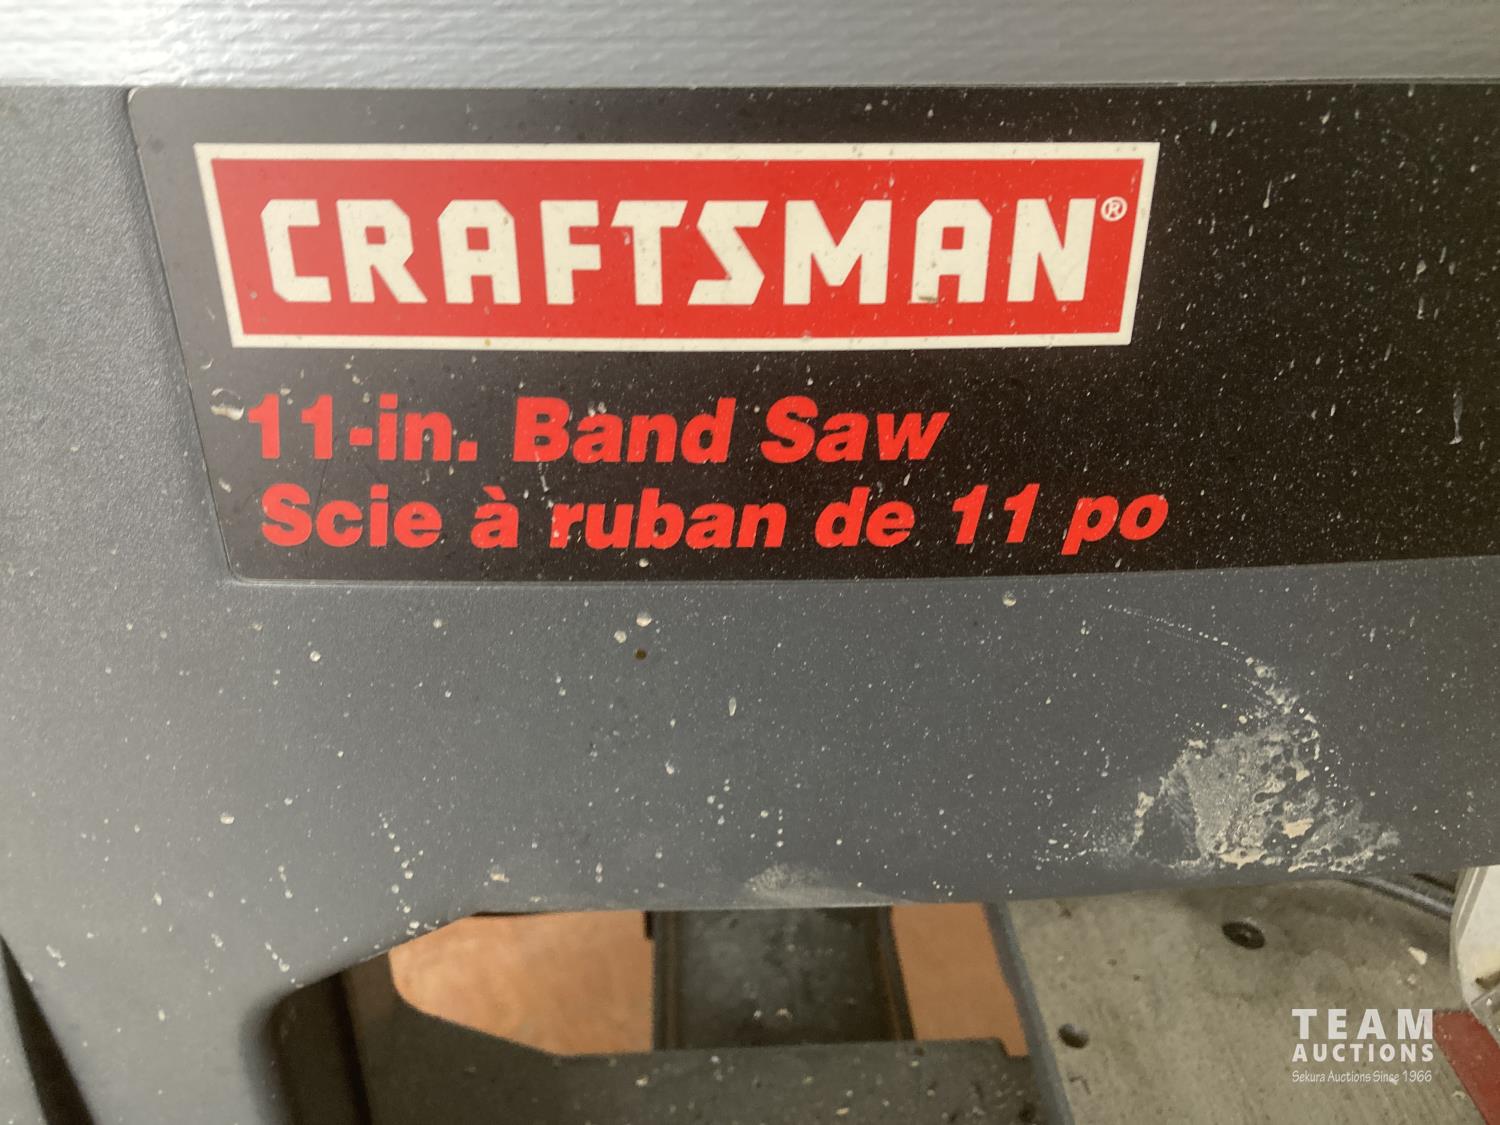 CRAFTSMAN®
11-in. Band Saw
Scie à ruban de 11 po
TEAM
AUCTIONS
Sekura Auctions Since 1966